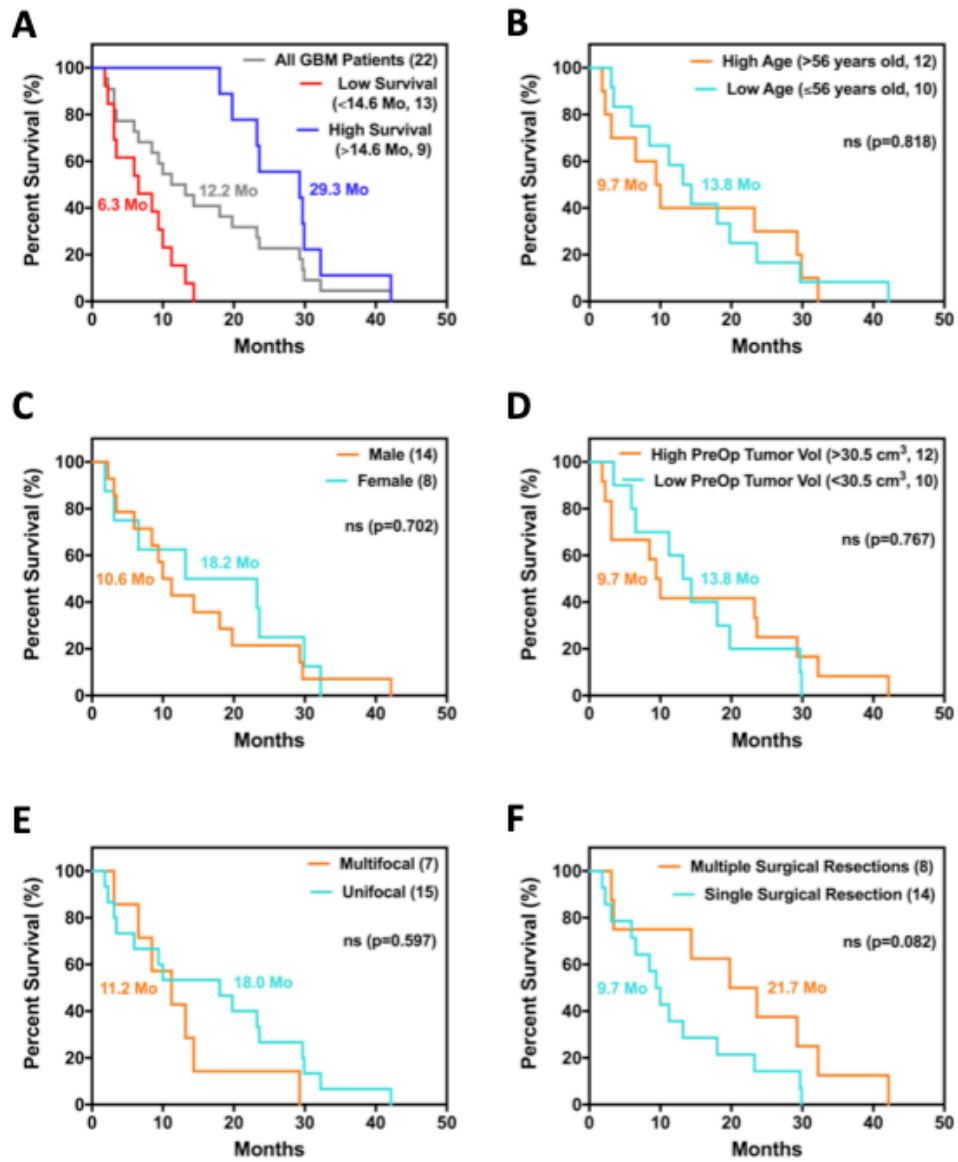 A
Percent Survival (%)
100
80
60
40
20
0
All GBM Patients (22)
Low Survival
(<14.6 Mo, 13)
High Survival
(>14.6 Mo, 9)
6.3 Mo
12.2 Mo
29.3 Mo
0 10 20 30 40 50
Months
B
Percent Survival (%)
100
80
60
40
20
0
High Age (>56 years old, 12)
Low Age (≤56 years old, 10)
ns (p=0.818)
9.7 Mo
13.8 Mo
0 10 20 30 40 50
Months
C
Percent Survival (%)
100
80
60
40
20
0
Male (14)
Female (8)
ns (p=0.702)
10.6 Mo
18.2 Mo
0 10 20 30 40 50
Months
D
Percent Survival (%)
100
80
60
40
20
0
High PreOp Tumor Vol (>30.5 cm³, 12)
Low PreOp Tumor Vol (<30.5 cm³, 10)
ns (p=0.767)
9.7 Mo
13.8 Mo
0 10 20 30 40 50
Months
E
Percent Survival (%)
100
80
60
40
20
0
Multifocal (7)
Unifocal (15)
ns (p=0.597)
11.2 Mo
18.0 Mo
0 10 20 30 40 50
Months
F
Percent Survival (%)
100
80
60
40
20
0
Multiple Surgical Resections (8)
Single Surgical Resection (14)
ns (p=0.082)
9.7 Mo
21.7 Mo
0 10 20 30 40 50
Months